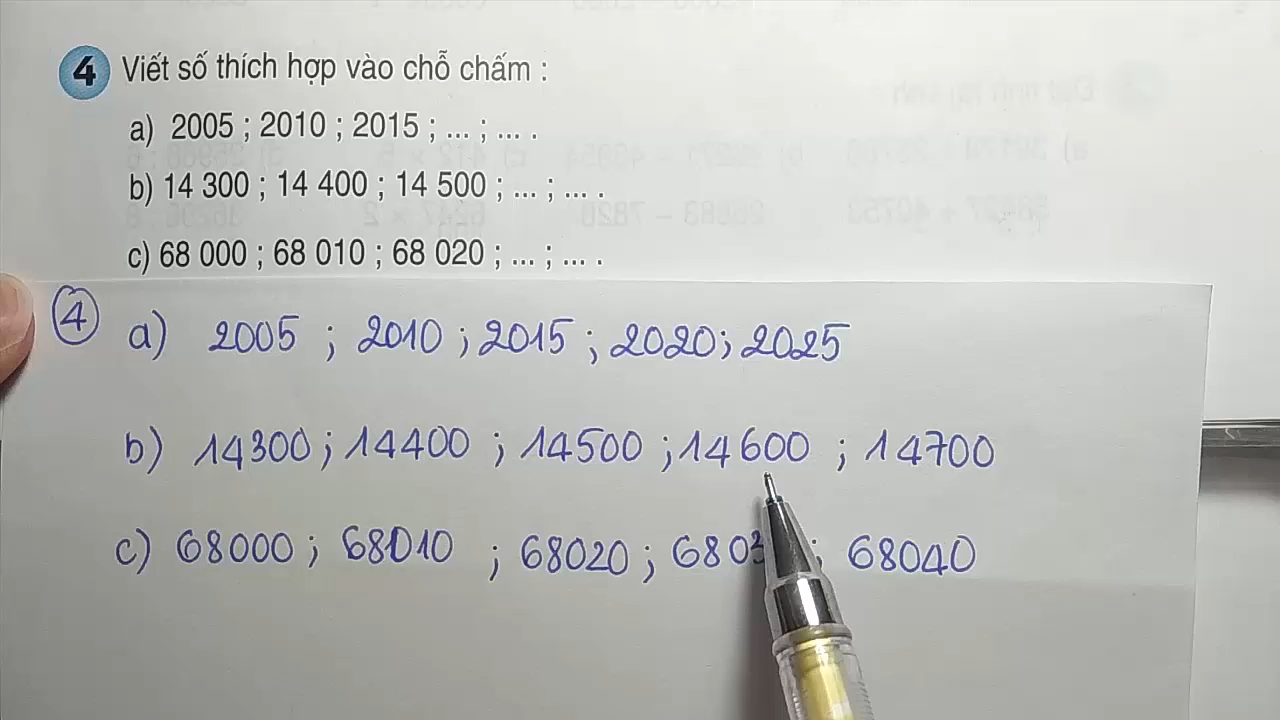 4 Viết số thích hợp vào chỗ chấm :
a) 2005 ; 2010 ; 2015 ; ... ; ... .
b) 14 300 ; 14 400 ; 14 500 ; ... ; ... .
c) 68 000 ; 68 010 ; 68 020 ; ... ; ... .
4 a) 2005 ; 2010 ; 2015 ; 2020 ; 2025
b) 14300 ; 14400 ; 14500 ; 14600 ; 14700
c) 68000 ; 68010 ; 68020 ; ; 68040